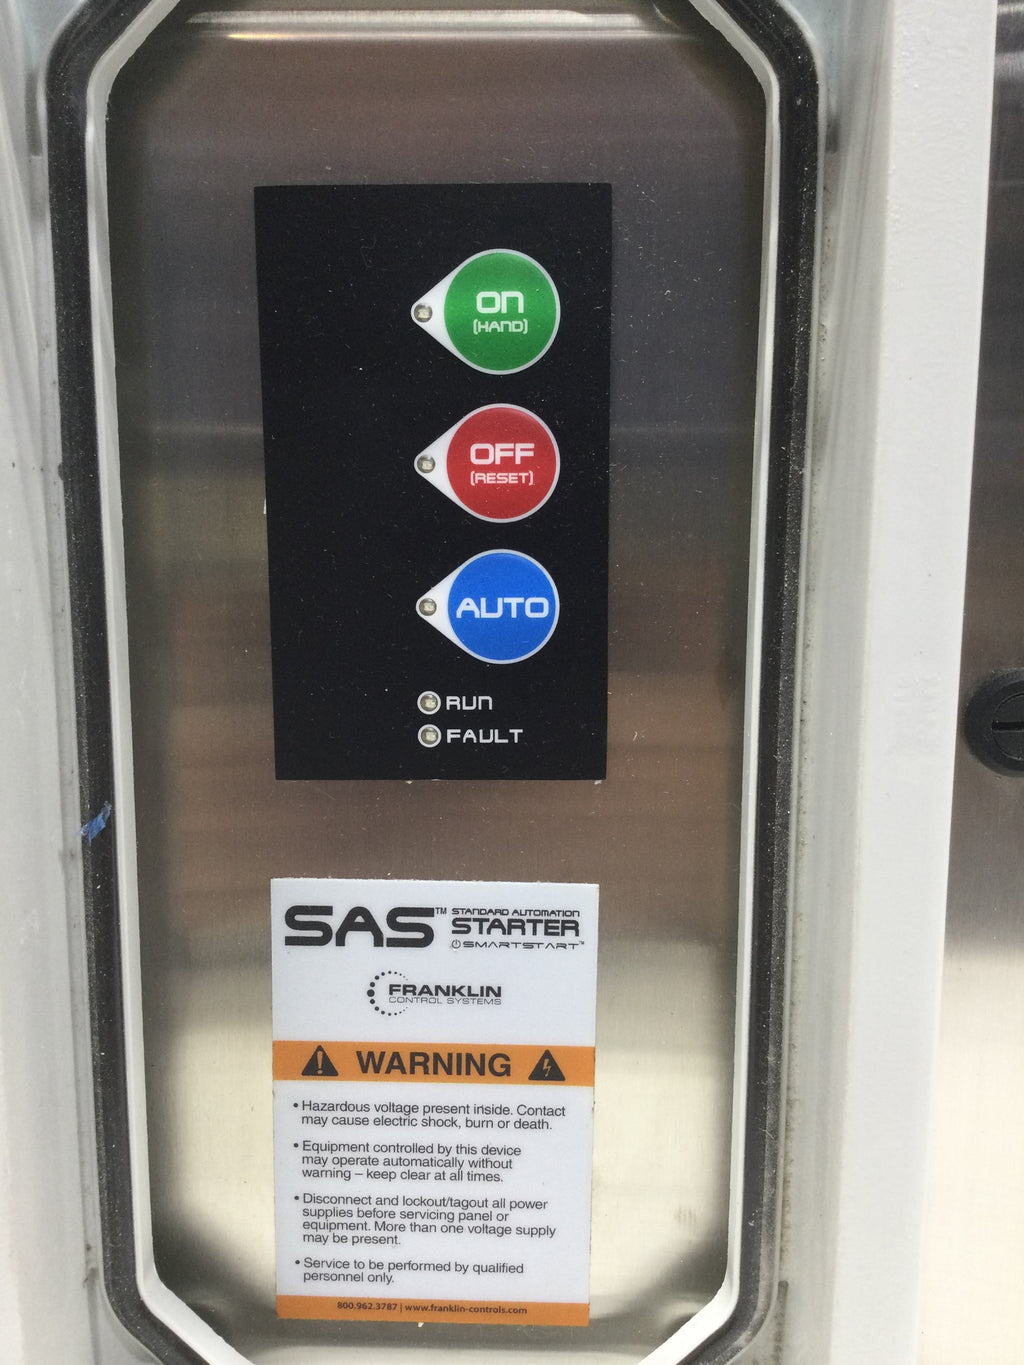 ON
(HAND)
OFF
(RESET)
AUTO
RUN
FAULT
SAS™ STANDARD AUTOMATION
STARTER
SMARTSTART™
FRANKLIN
CONTROL SYSTEMS
WARNING
• Hazardous voltage present inside. Contact
may cause electric shock, burn or death.
• Equipment controlled by this device
may operate automatically without
warning – keep clear at all times.
• Disconnect and lockout/tagout all power
supplies before servicing panel or
equipment. More than one voltage supply
may be present.
• Service to be performed by qualified
personnel only.
800.962.3787 | www.franklin-controls.com